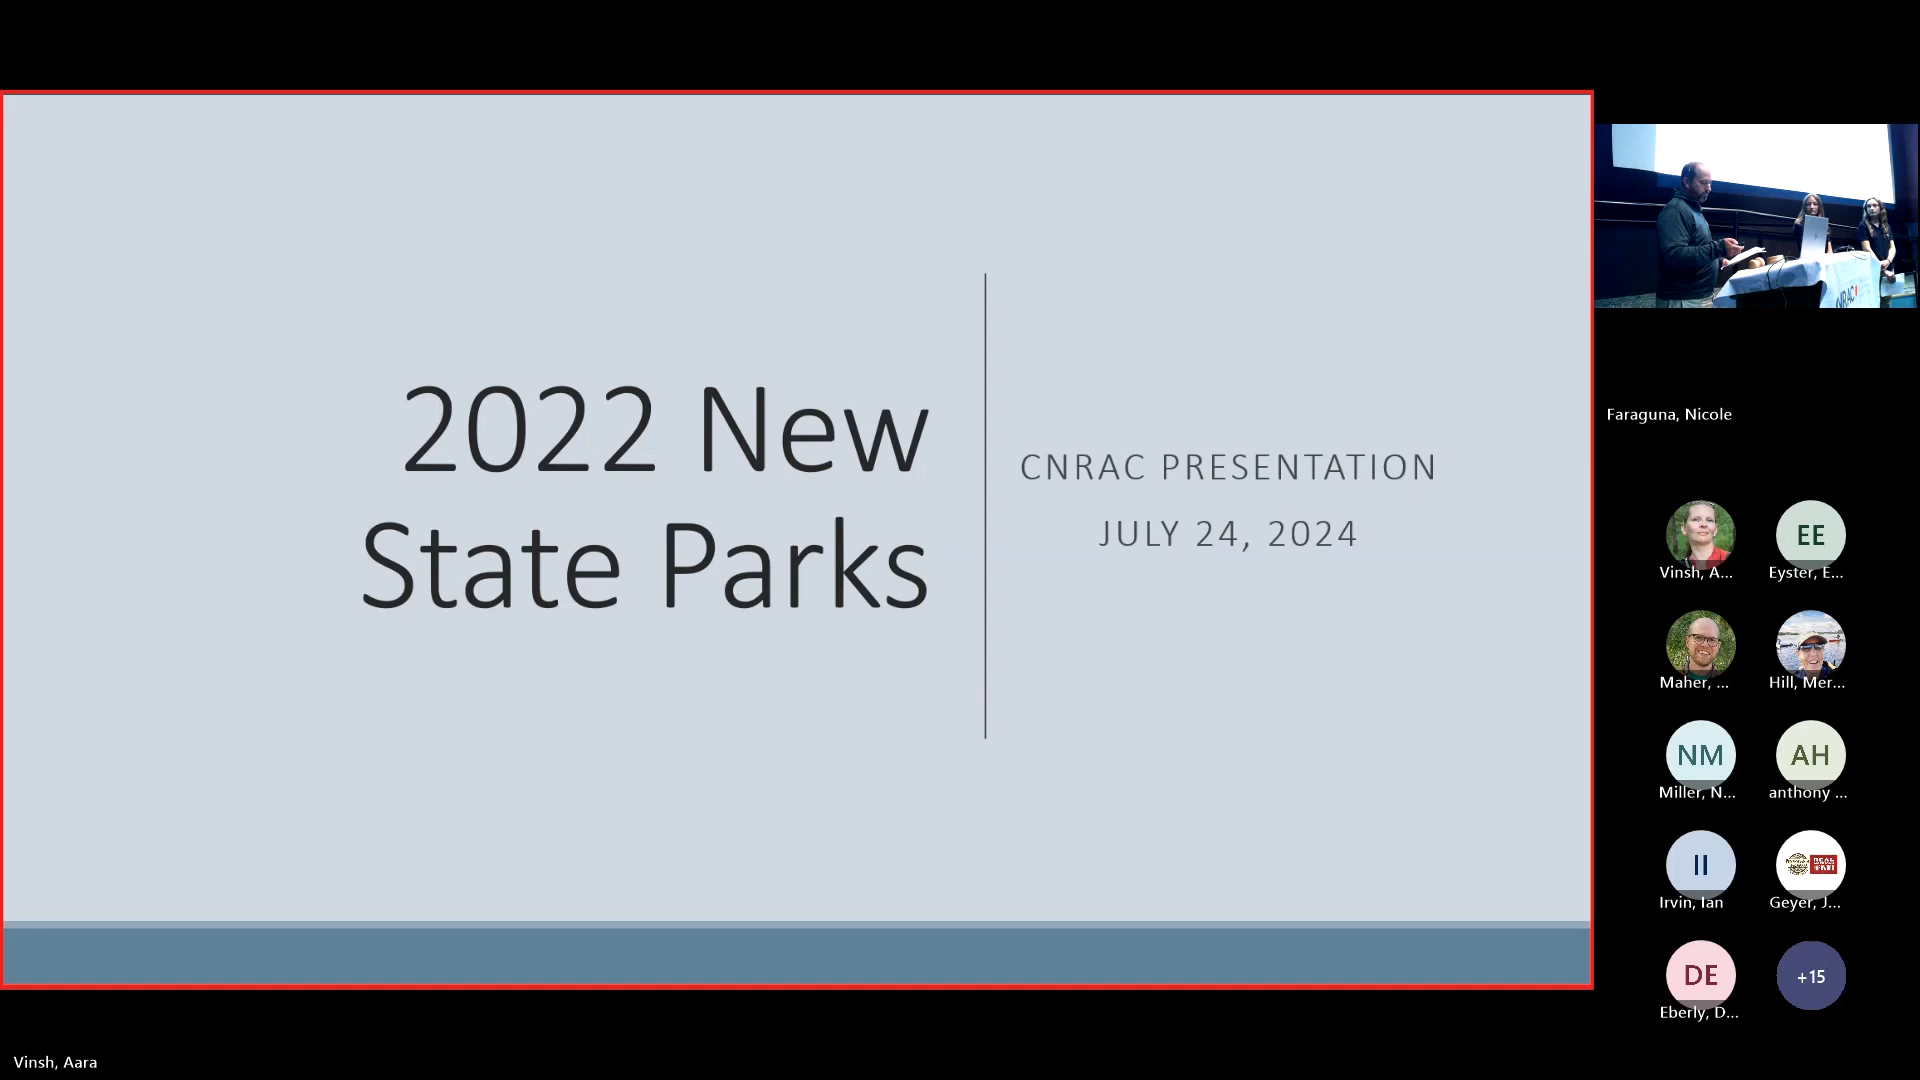 2022 New
State Parks
CNRAC PRESENTATION
JULY 24, 2024
NRAC
Faraguna, Nicole
Vinsh, A...
EE
Eyster, E...
Maher, ...
Hill, Mer...
NM
Miller, N...
AH
anthony ...
II
Irvin, Ian
Geyer, J...
DE
Eberly, D...
+15
Vinsh, Aara